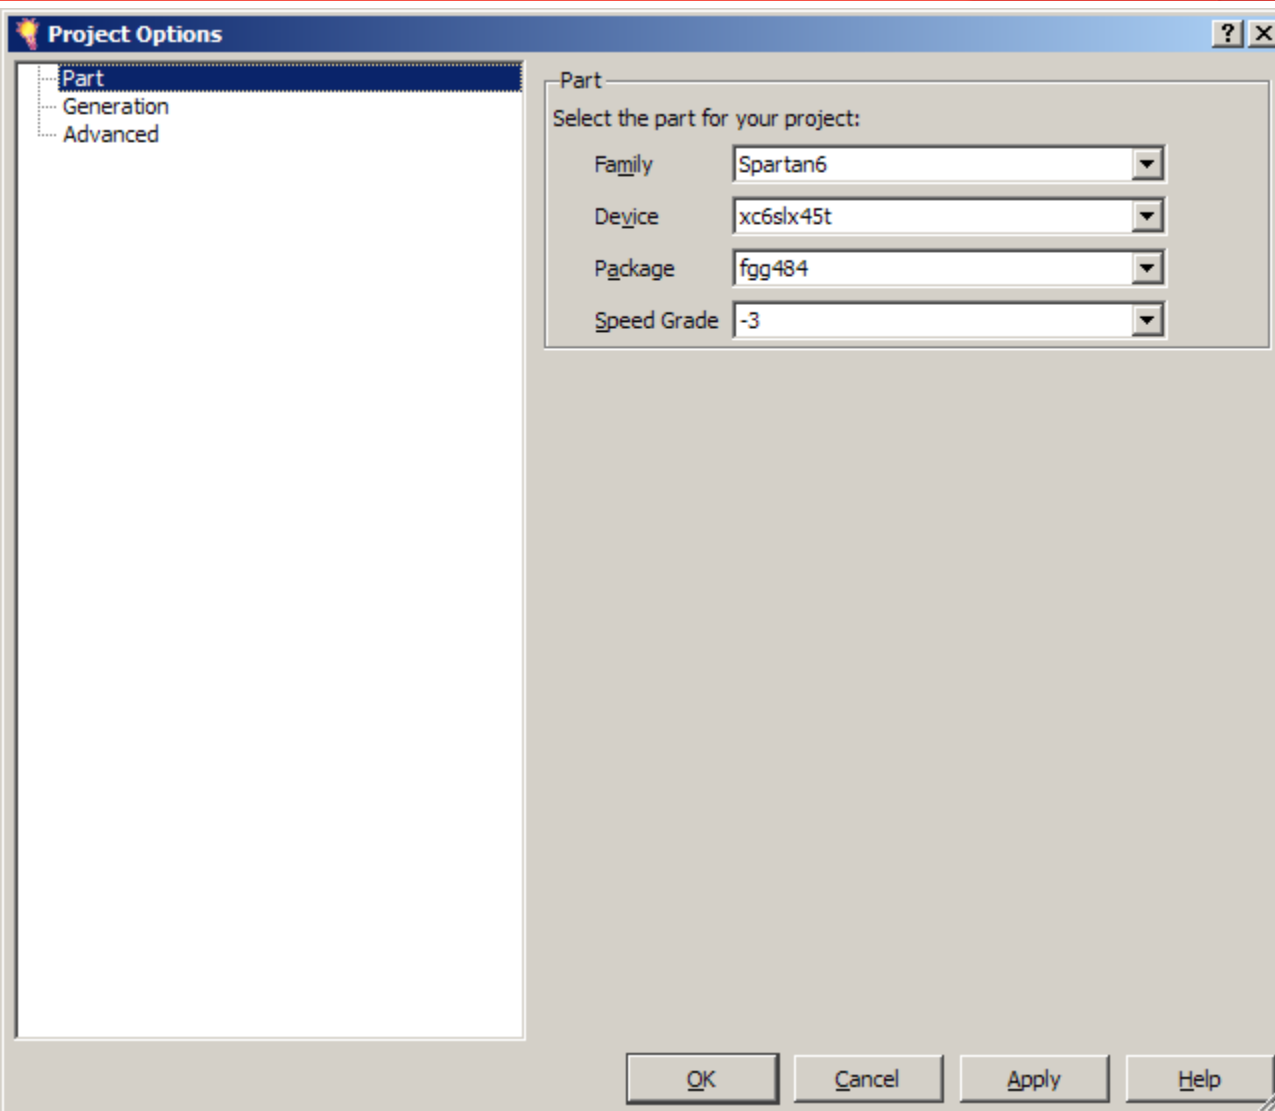 Project Options
Part
Generation
Advanced
Part
Select the part for your project:
Family Spartan6
Device xc6slx45t
Package fgg484
Speed Grade -3
OK Cancel Apply Help